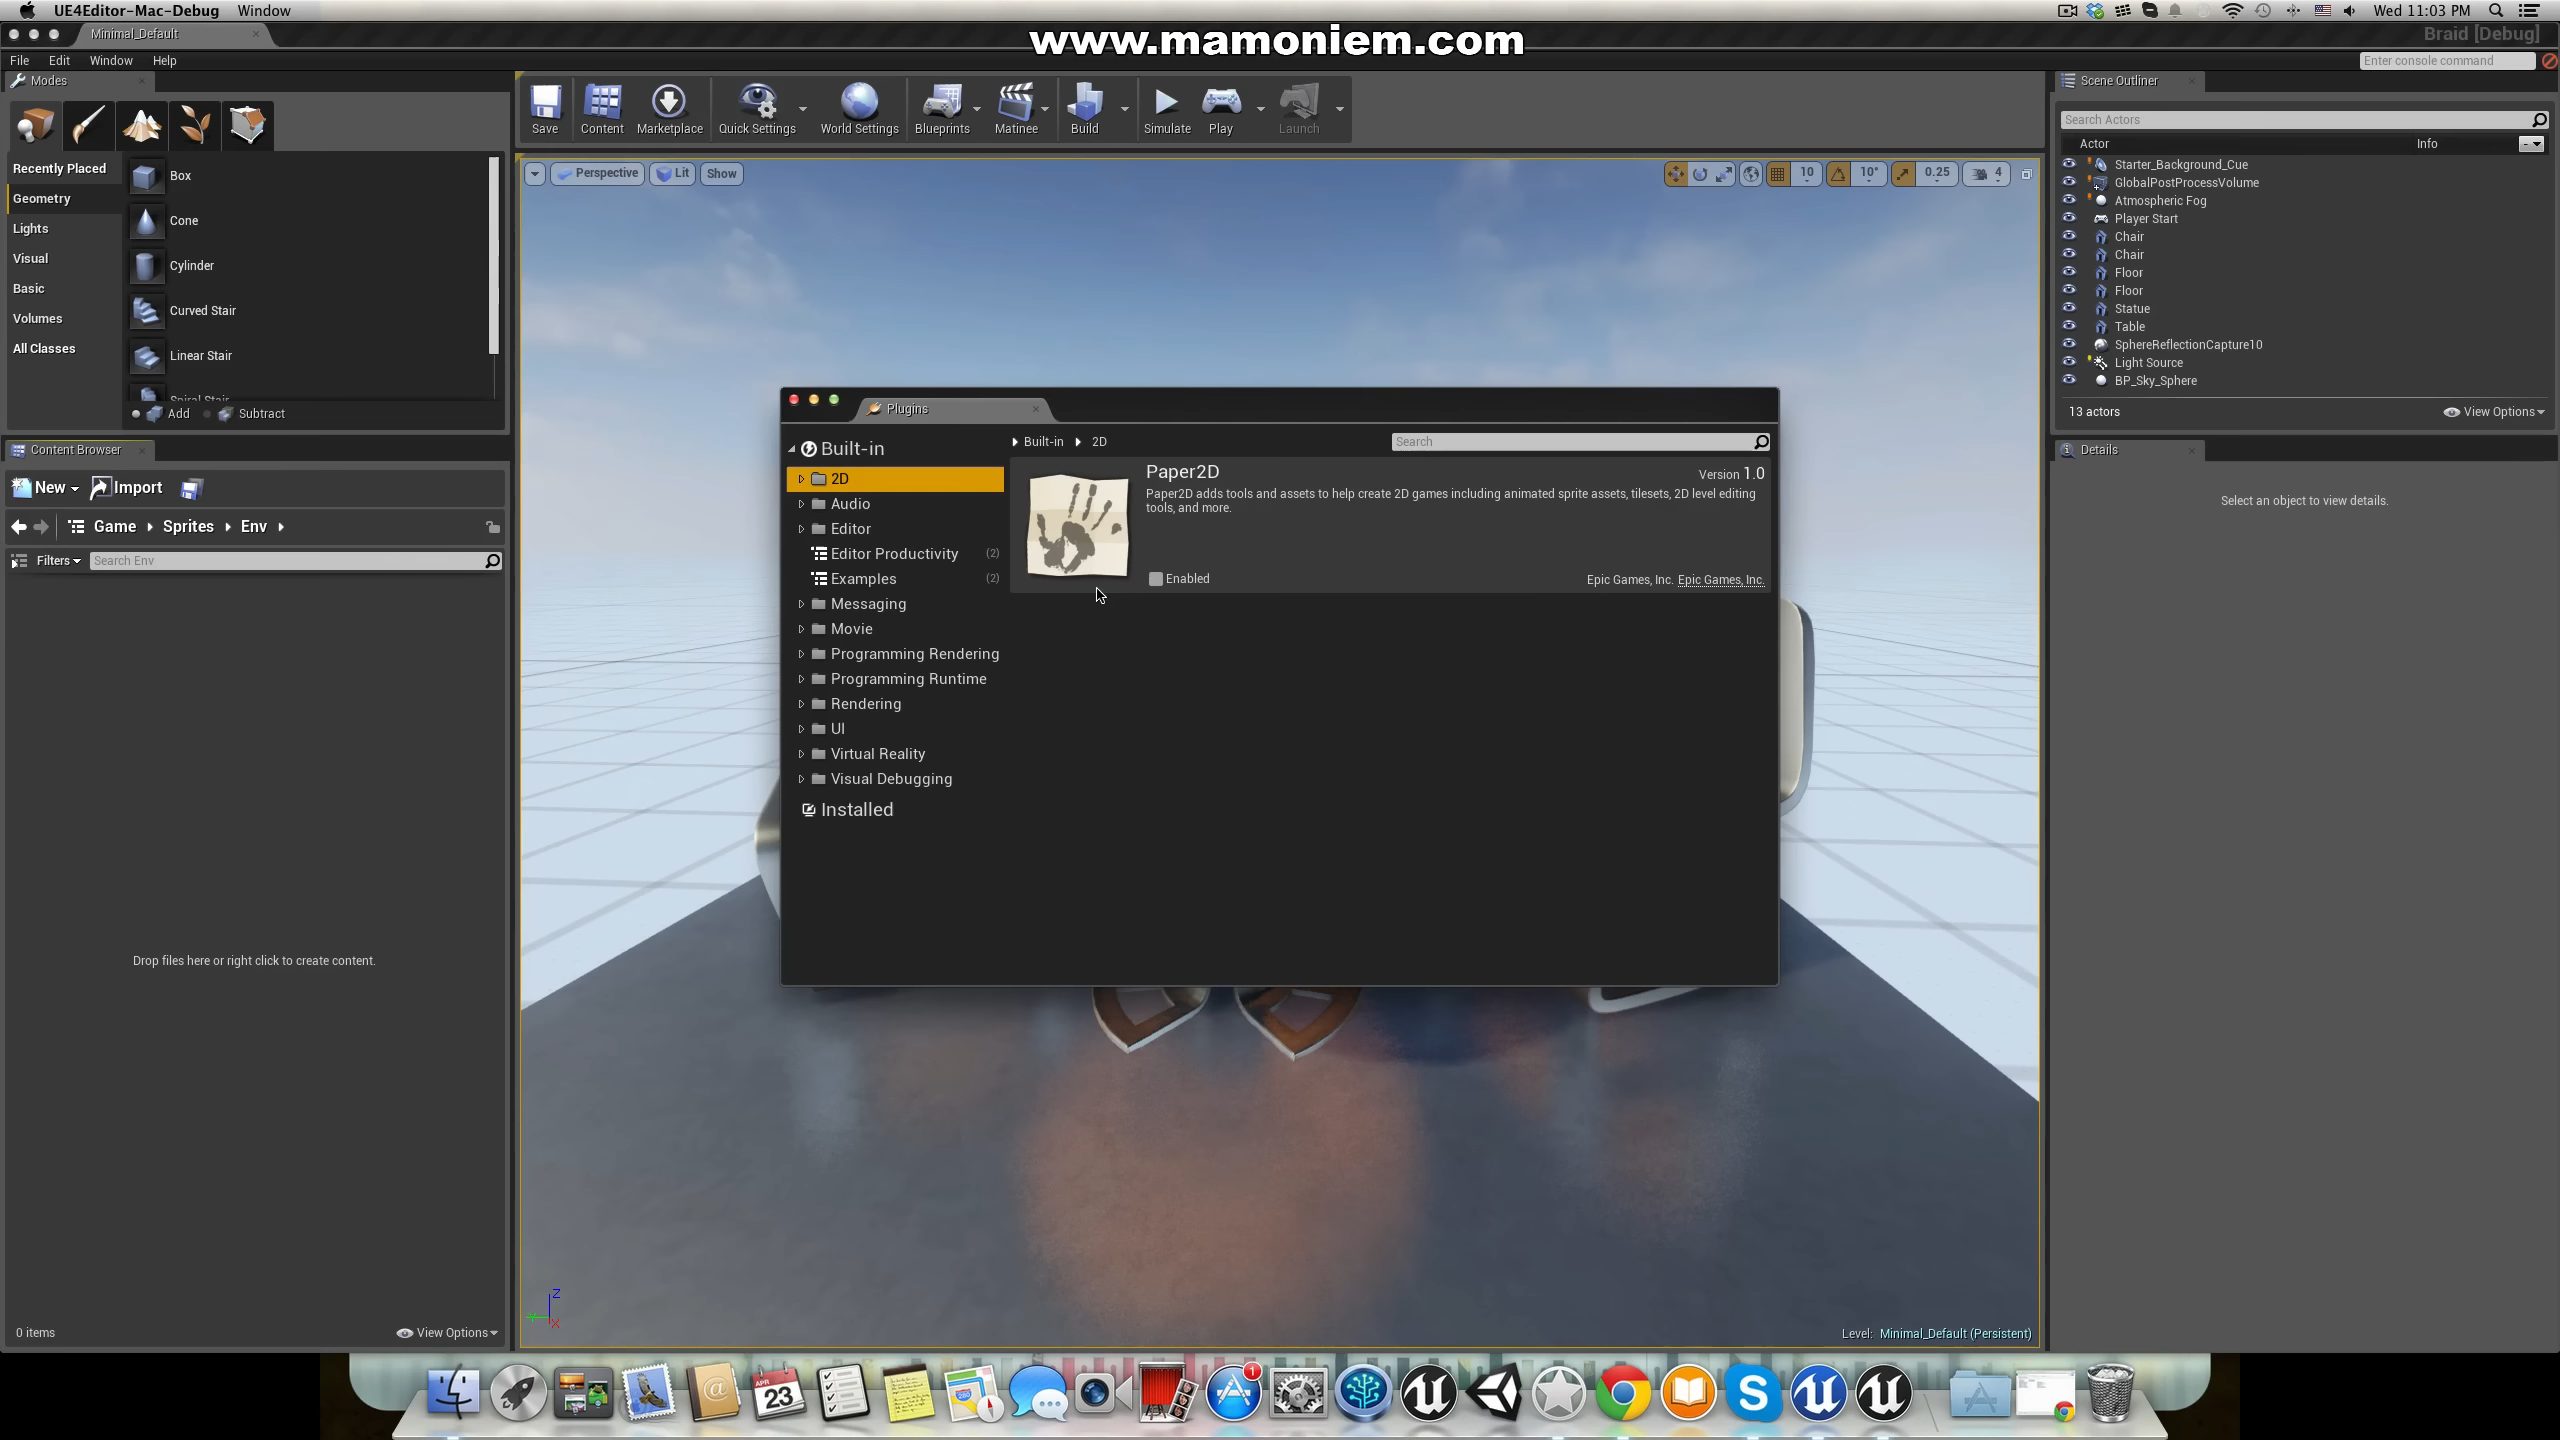 UE4Editor-Mac-Debug Window
Wed 11:03 PM
www.mamoniem.com
Minimal_Default
Braid [Debug]
File Edit Window Help
Enter console command
Modes
Recently Placed
Geometry
Lights
Visual
Basic
Volumes
All Classes
Box
Cone
Cylinder
Curved Stair
Linear Stair
Spiral Stair
Add Subtract
Save Content Marketplace Quick Settings World Settings Blueprints Matinee Build Simulate Play Launch
Perspective Lit Show
10 10° 0.25 4
Content Browser
New Import
Game Sprites Env
Filters Search Env
Drop files here or right click to create content.
0 items View Options
Plugins
Built-in
2D
Audio
Editor
Editor Productivity (2)
Examples (2)
Messaging
Movie
Programming Rendering
Programming Runtime
Rendering
UI
Virtual Reality
Visual Debugging
Installed
Built-in 2D Search
Paper2D Version 1.0
Paper2D adds tools and assets to help create 2D games including animated sprite assets, tilesets, 2D level editing
tools, and more.
Enabled Epic Games, Inc. Epic Games, Inc.
Z
X
Level: Minimal_Default (Persistent)
Scene Outliner
Search Actors
Actor Info
Starter_Background_Cue
GlobalPostProcessVolume
Atmospheric Fog
Player Start
Chair
Chair
Floor
Floor
Statue
Table
SphereReflectionCapture10
Light Source
BP_Sky_Sphere
13 actors View Options
Details
Select an object to view details.
APR
23
280
1